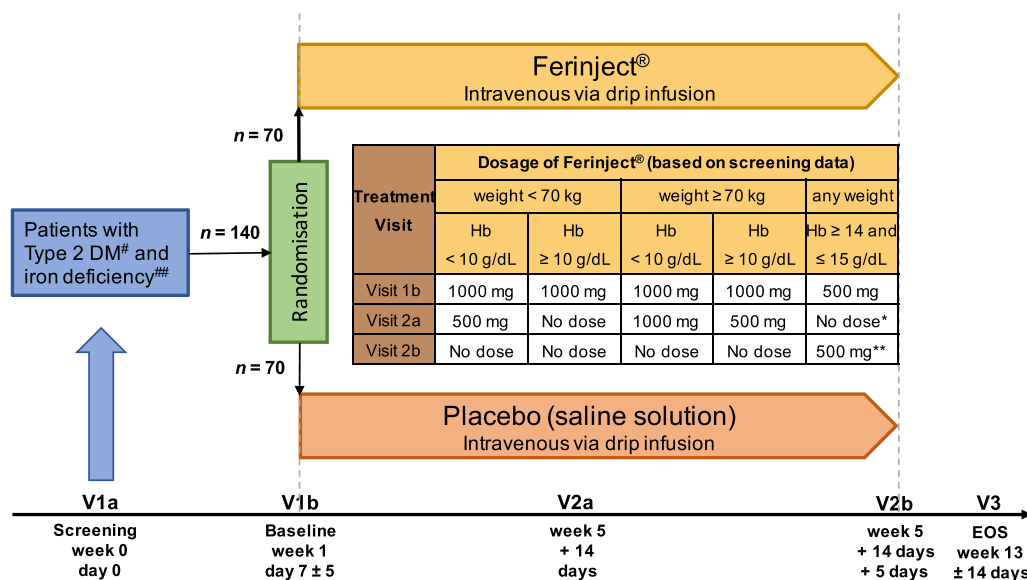 Ferinject®
Intravenous via drip infusion
n = 70
Patients with
Type 2 DM# and
iron deficiency##
n = 140
Randomisation
Treatment
Visit
Dosage of Ferinject® (based on screening data)
weight < 70 kg weight ≥ 70 kg any weight
Hb Hb Hb Hb Hb ≥ 14 and
< 10 g/dL ≥ 10 g/dL < 10 g/dL ≥ 10 g/dL ≤ 15 g/dL
Visit 1b 1000 mg 1000 mg 1000 mg 1000 mg 500 mg
Visit 2a 500 mg No dose 1000 mg 500 mg No dose*
Visit 2b No dose No dose No dose No dose 500 mg**
n = 70
Placebo (saline solution)
Intravenous via drip infusion
V1a V1b V2a V2b V3
Screening Baseline week 5 week 5 EOS
week 0 week 1 + 14 + 14 days week 13
day 0 day 7 ± 5 days + 5 days ± 14 days